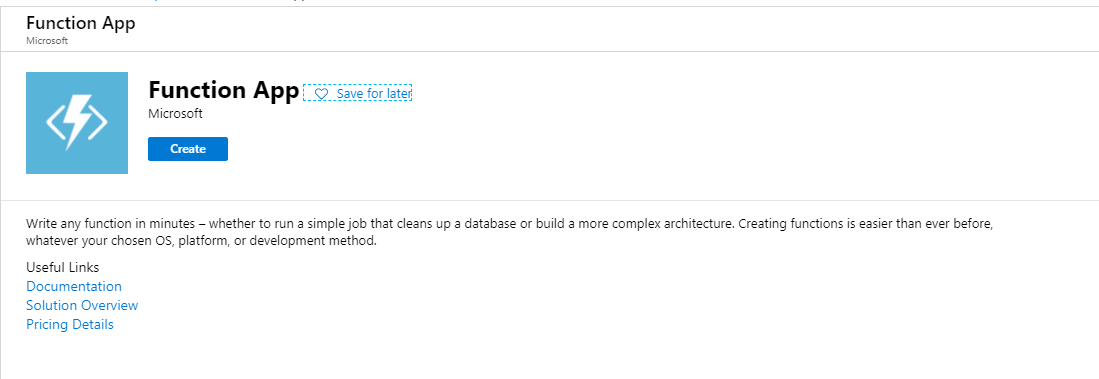 Function App
Microsoft
Function App
Save for later
Microsoft
Create
Write any function in minutes – whether to run a simple job that cleans up a database or build a more complex architecture. Creating functions is easier than ever before,
whatever your chosen OS, platform, or development method.
Useful Links
Documentation
Solution Overview
Pricing Details